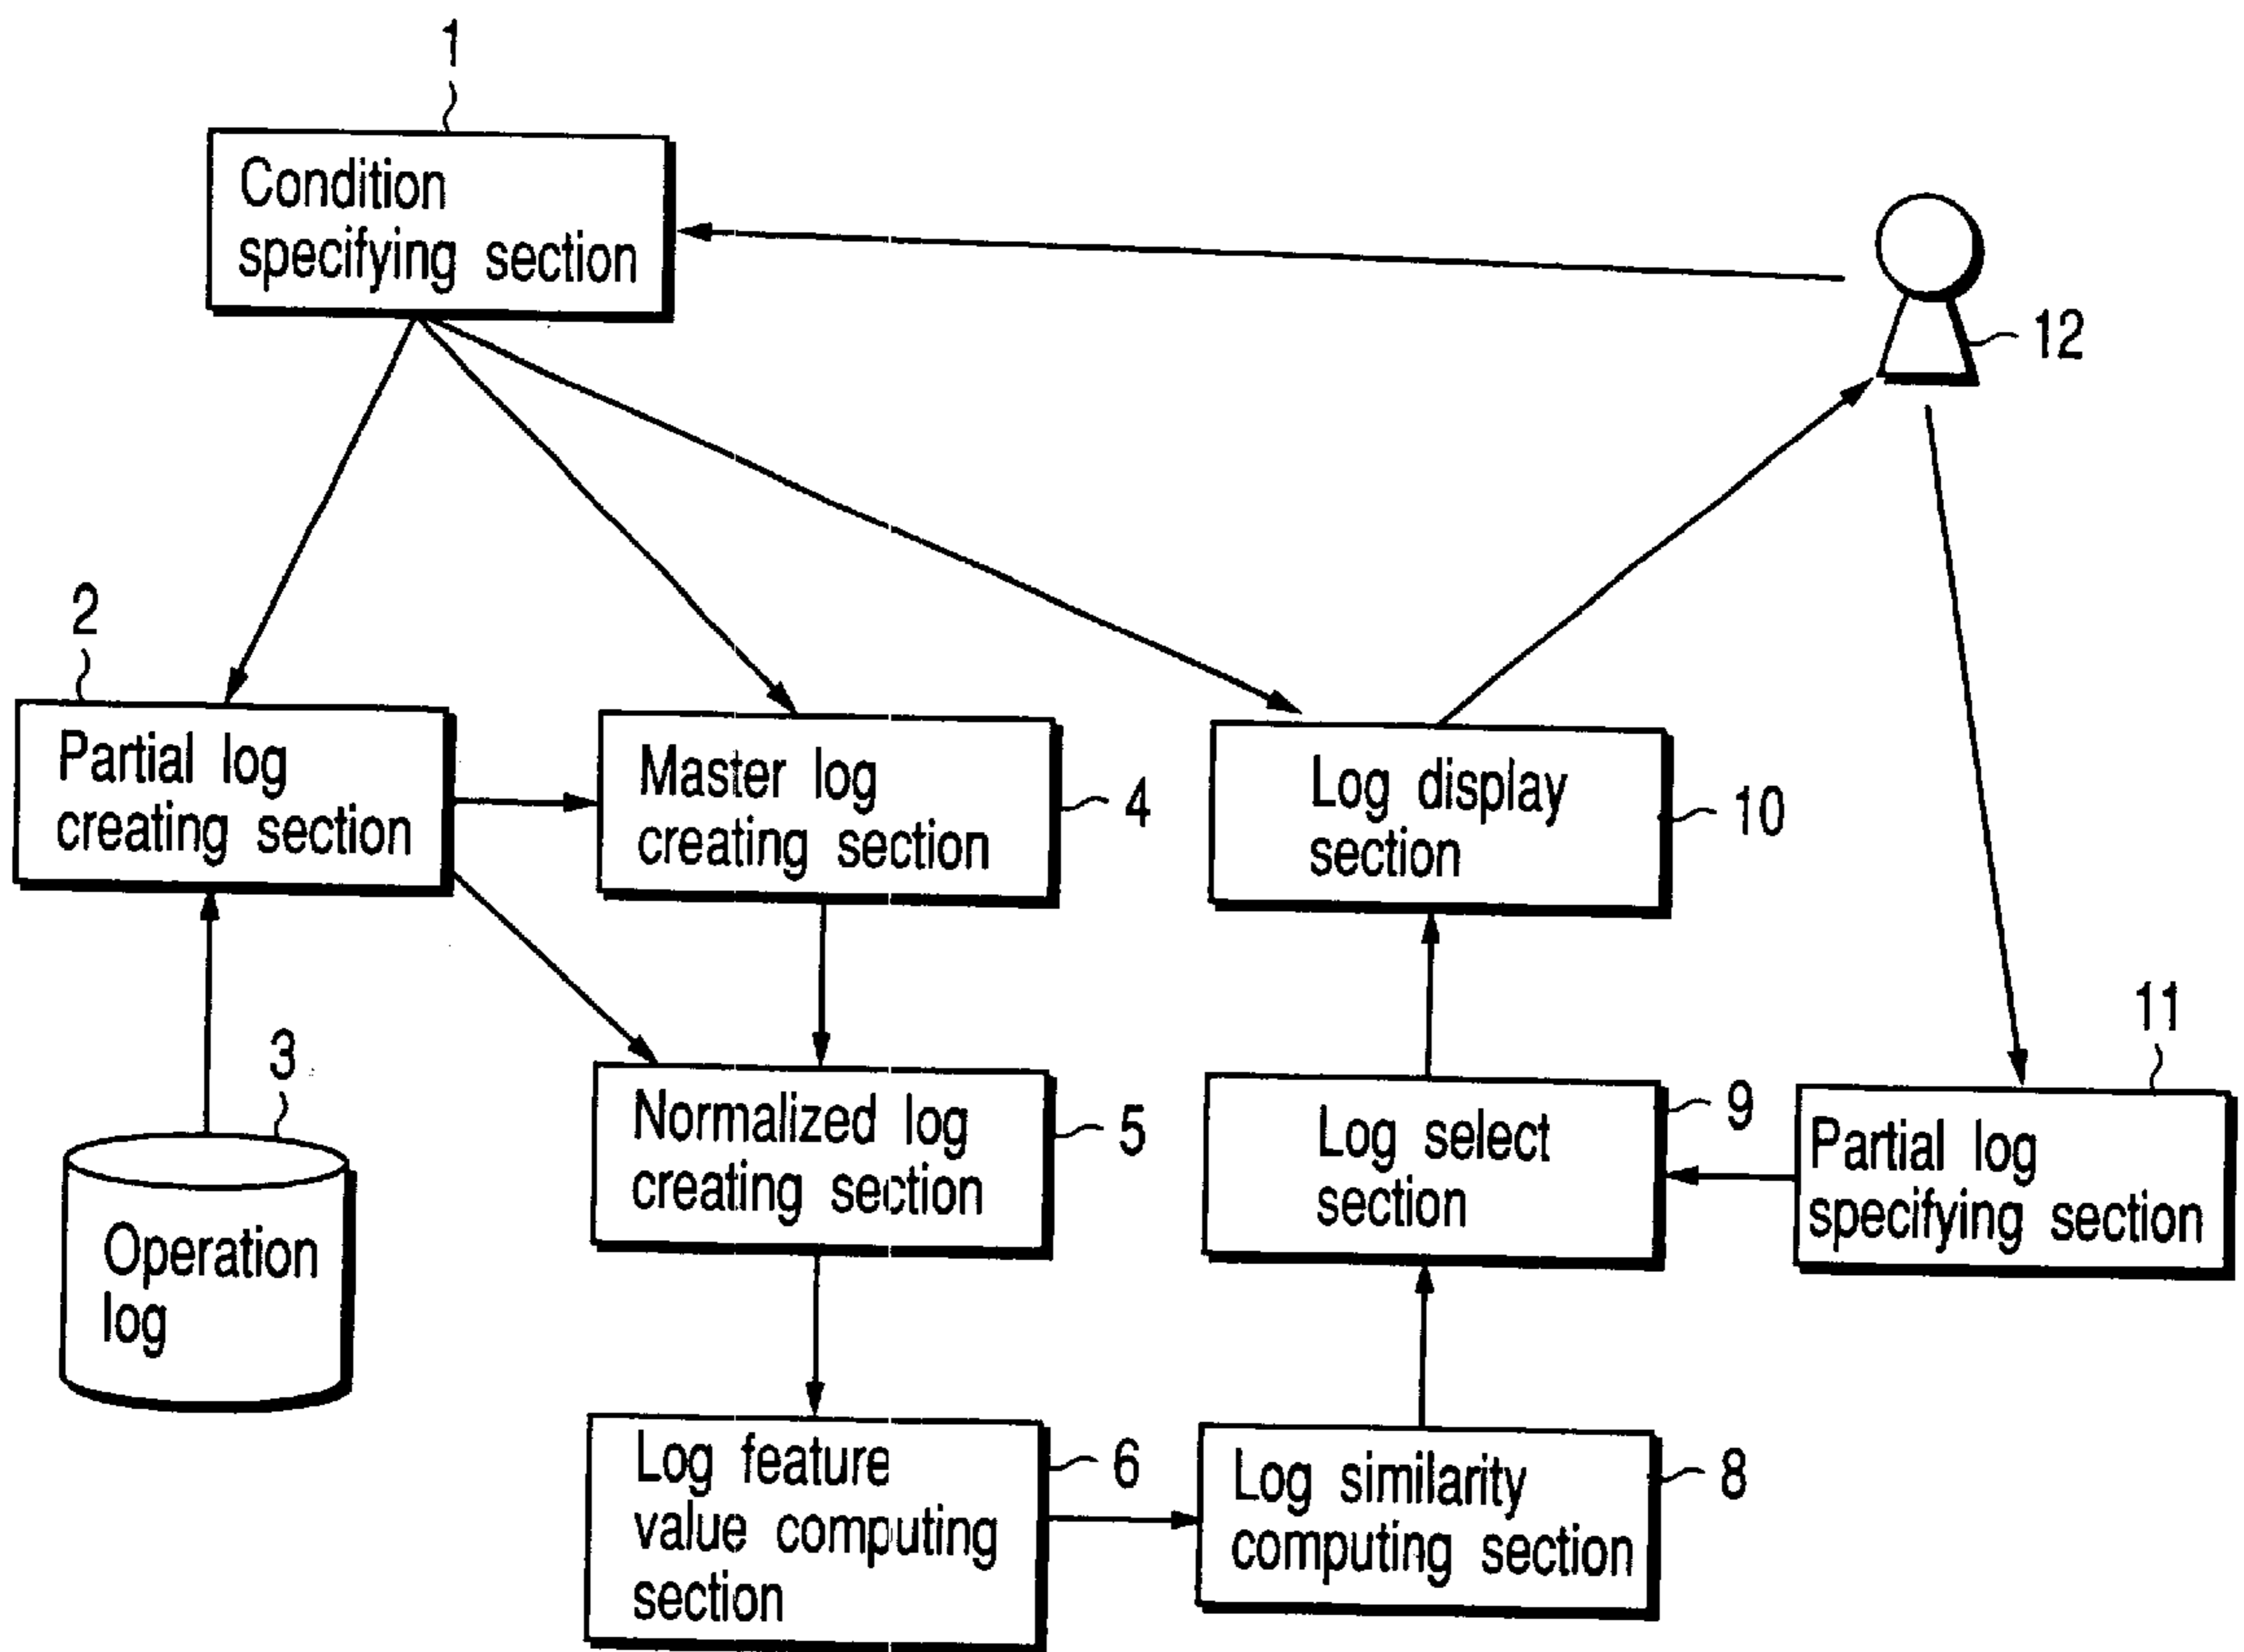 1
Condition
specifying section
12
2
Partial log
creating section
Master log
creating section
4
Log display
section
10
3
Operation
log
Normalized log
creating section
5
Log select
section
9
11
Partial log
specifying section
Log feature
value computing
section
6
Log similarity
computing section
8